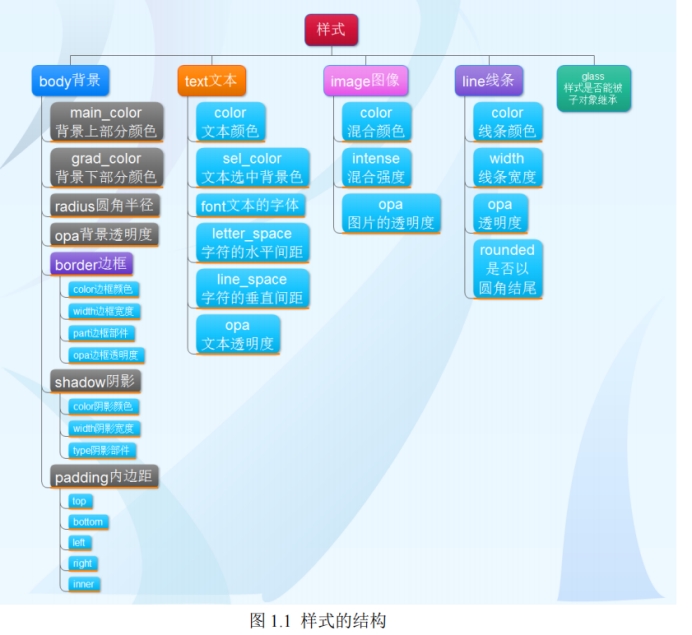 样式
body背景
main_color
背景上部分颜色
grad_color
背景下部分颜色
radius圆角半径
opa背景透明度
border边框
color边框颜色
width边框宽度
part边框部件
opa边框透明度
shadow阴影
color阴影颜色
width阴影宽度
type阴影部件
padding内边距
top
bottom
left
right
inner
text文本
color
文本颜色
sel_color
文本选中背景色
font文本的字体
letter_space
字符的水平间距
line_space
字符的垂直间距
opa
文本透明度
image图像
color
混合颜色
intense
混合强度
opa
图片的透明度
line线条
color
线条颜色
width
线条宽度
opa
透明度
rounded
是否以
圆角结尾
glass
样式是否能被
子对象继承
图 1.1 样式的结构